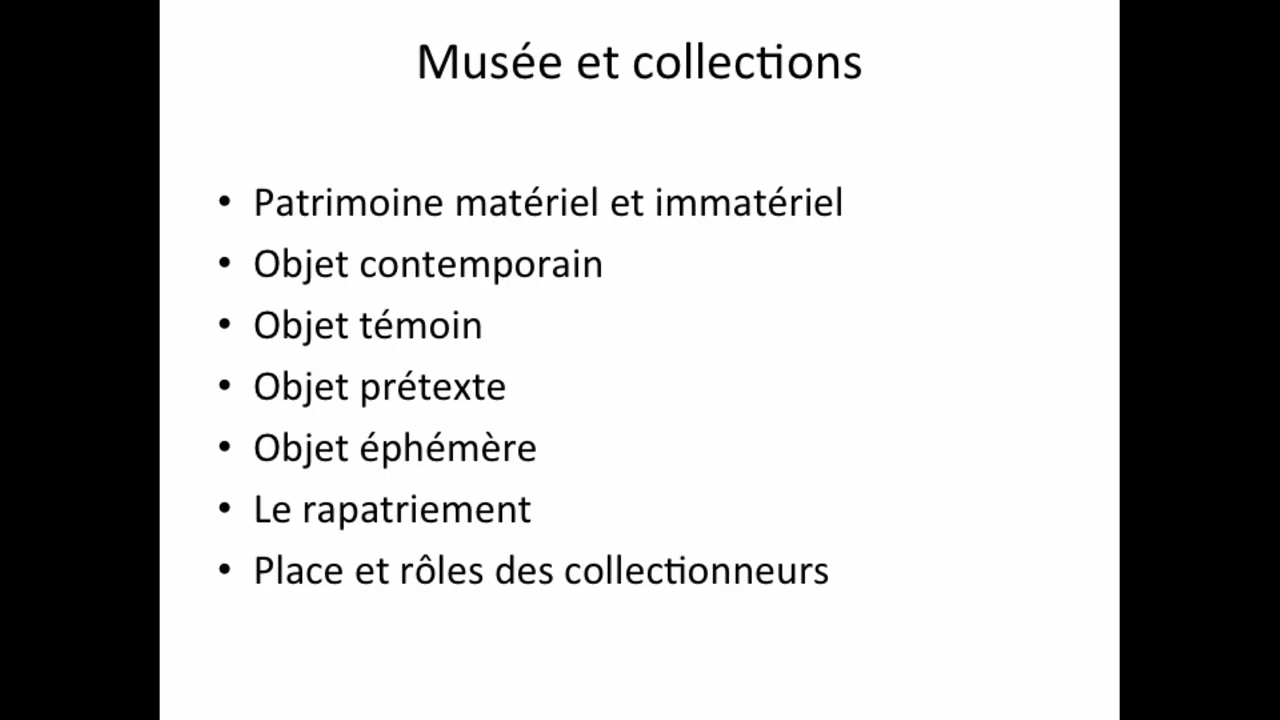 Musée et collections
• Patrimoine matériel et immatériel
• Objet contemporain
• Objet témoin
• Objet prétexte
• Objet éphémère
• Le rapatriement
• Place et rôles des collectionneurs